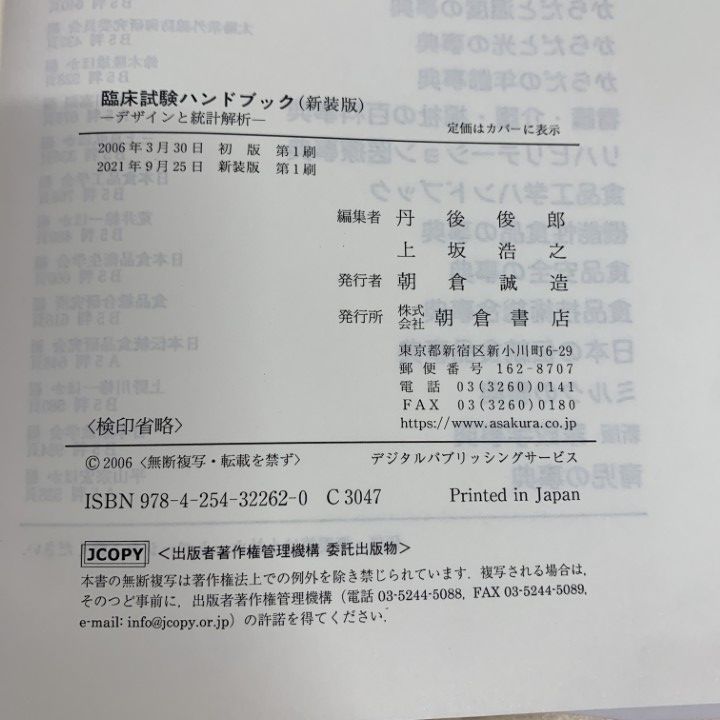 臨床試験ハンドブック（新装版）
―デザインと統計解析―
定価はカバーに表示
2006 年 3 月 30 日 初 版 第 1 刷
2021 年 9 月 25 日 新装版 第 1 刷
編集者 丹 後 俊 郎
上 坂 浩 之
発行者 朝 倉 誠 造
発行所 株式会社 朝 倉 書 店
東京都新宿区新小川町6-29
郵 便 番 号 162-8707
電 話 03(3260)0141
FAX 03(3260)0180
https://www.asakura.co.jp
〈検印省略〉
© 2006〈無断複写・転載を禁ず〉 デジタルパブリッシングサービス
ISBN 978-4-254-32262-0 C 3047 Printed in Japan
JCOPY ＜出版者著作権管理機構 委託出版物＞
本書の無断複写は著作権法上での例外を除き禁じられています．複写される場合は，
そのつど事前に，出版者著作権管理機構（電話 03-5244-5088, FAX 03-5244-5089,
e-mail: info@jcopy.or.jp）の許諾を得てください．